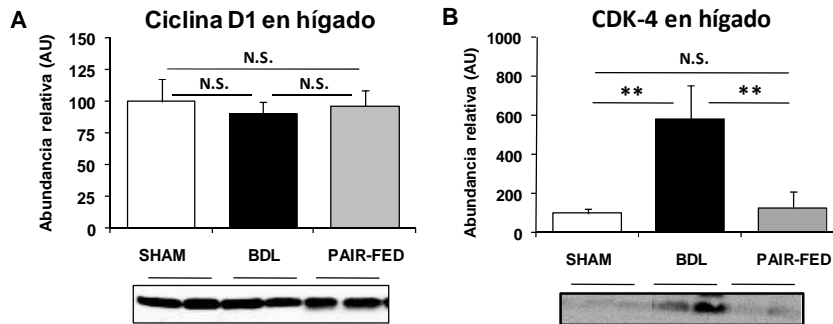 A
Ciclina D1 en hígado
Abundancia relativa (AU)
150
125
100
75
50
25
0
N.S.
N.S.
N.S.
SHAM
BDL
PAIR-FED
B
CDK-4 en hígado
Abundancia relativa (AU)
1000
800
600
400
200
0
N.S.
**
**
SHAM
BDL
PAIR-FED